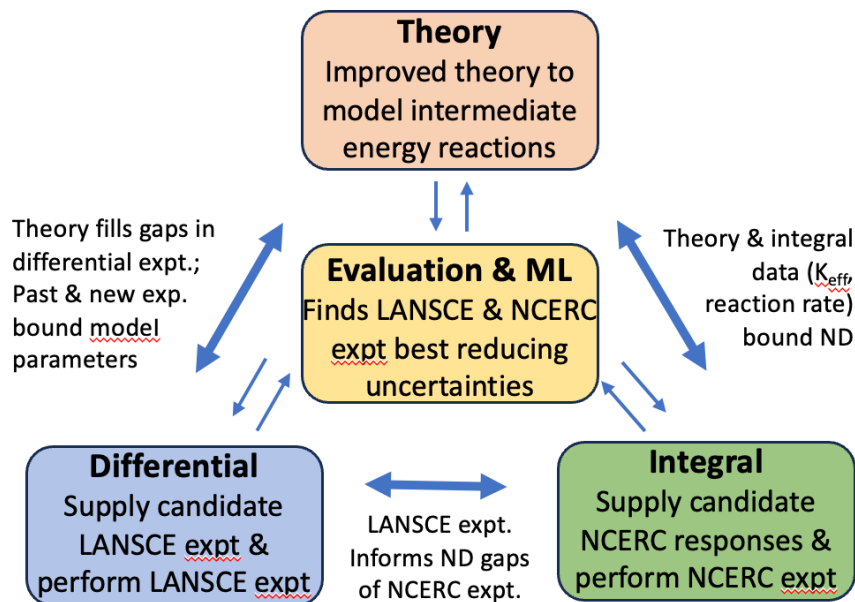 Theory
Improved theory to
model intermediate
energy reactions
Theory fills gaps in
differential expt.;
Past & new exp.
bound model
parameters
Theory & integral
data (Keff,
reaction rate)
bound ND
Evaluation & ML
Finds LANSCE & NCERC
expt best reducing
uncertainties
Differential
Supply candidate
LANSCE expt &
perform LANSCE expt
LANSCE expt.
Informs ND gaps
of NCERC expt.
Integral
Supply candidate
NCERC responses &
perform NCERC expt